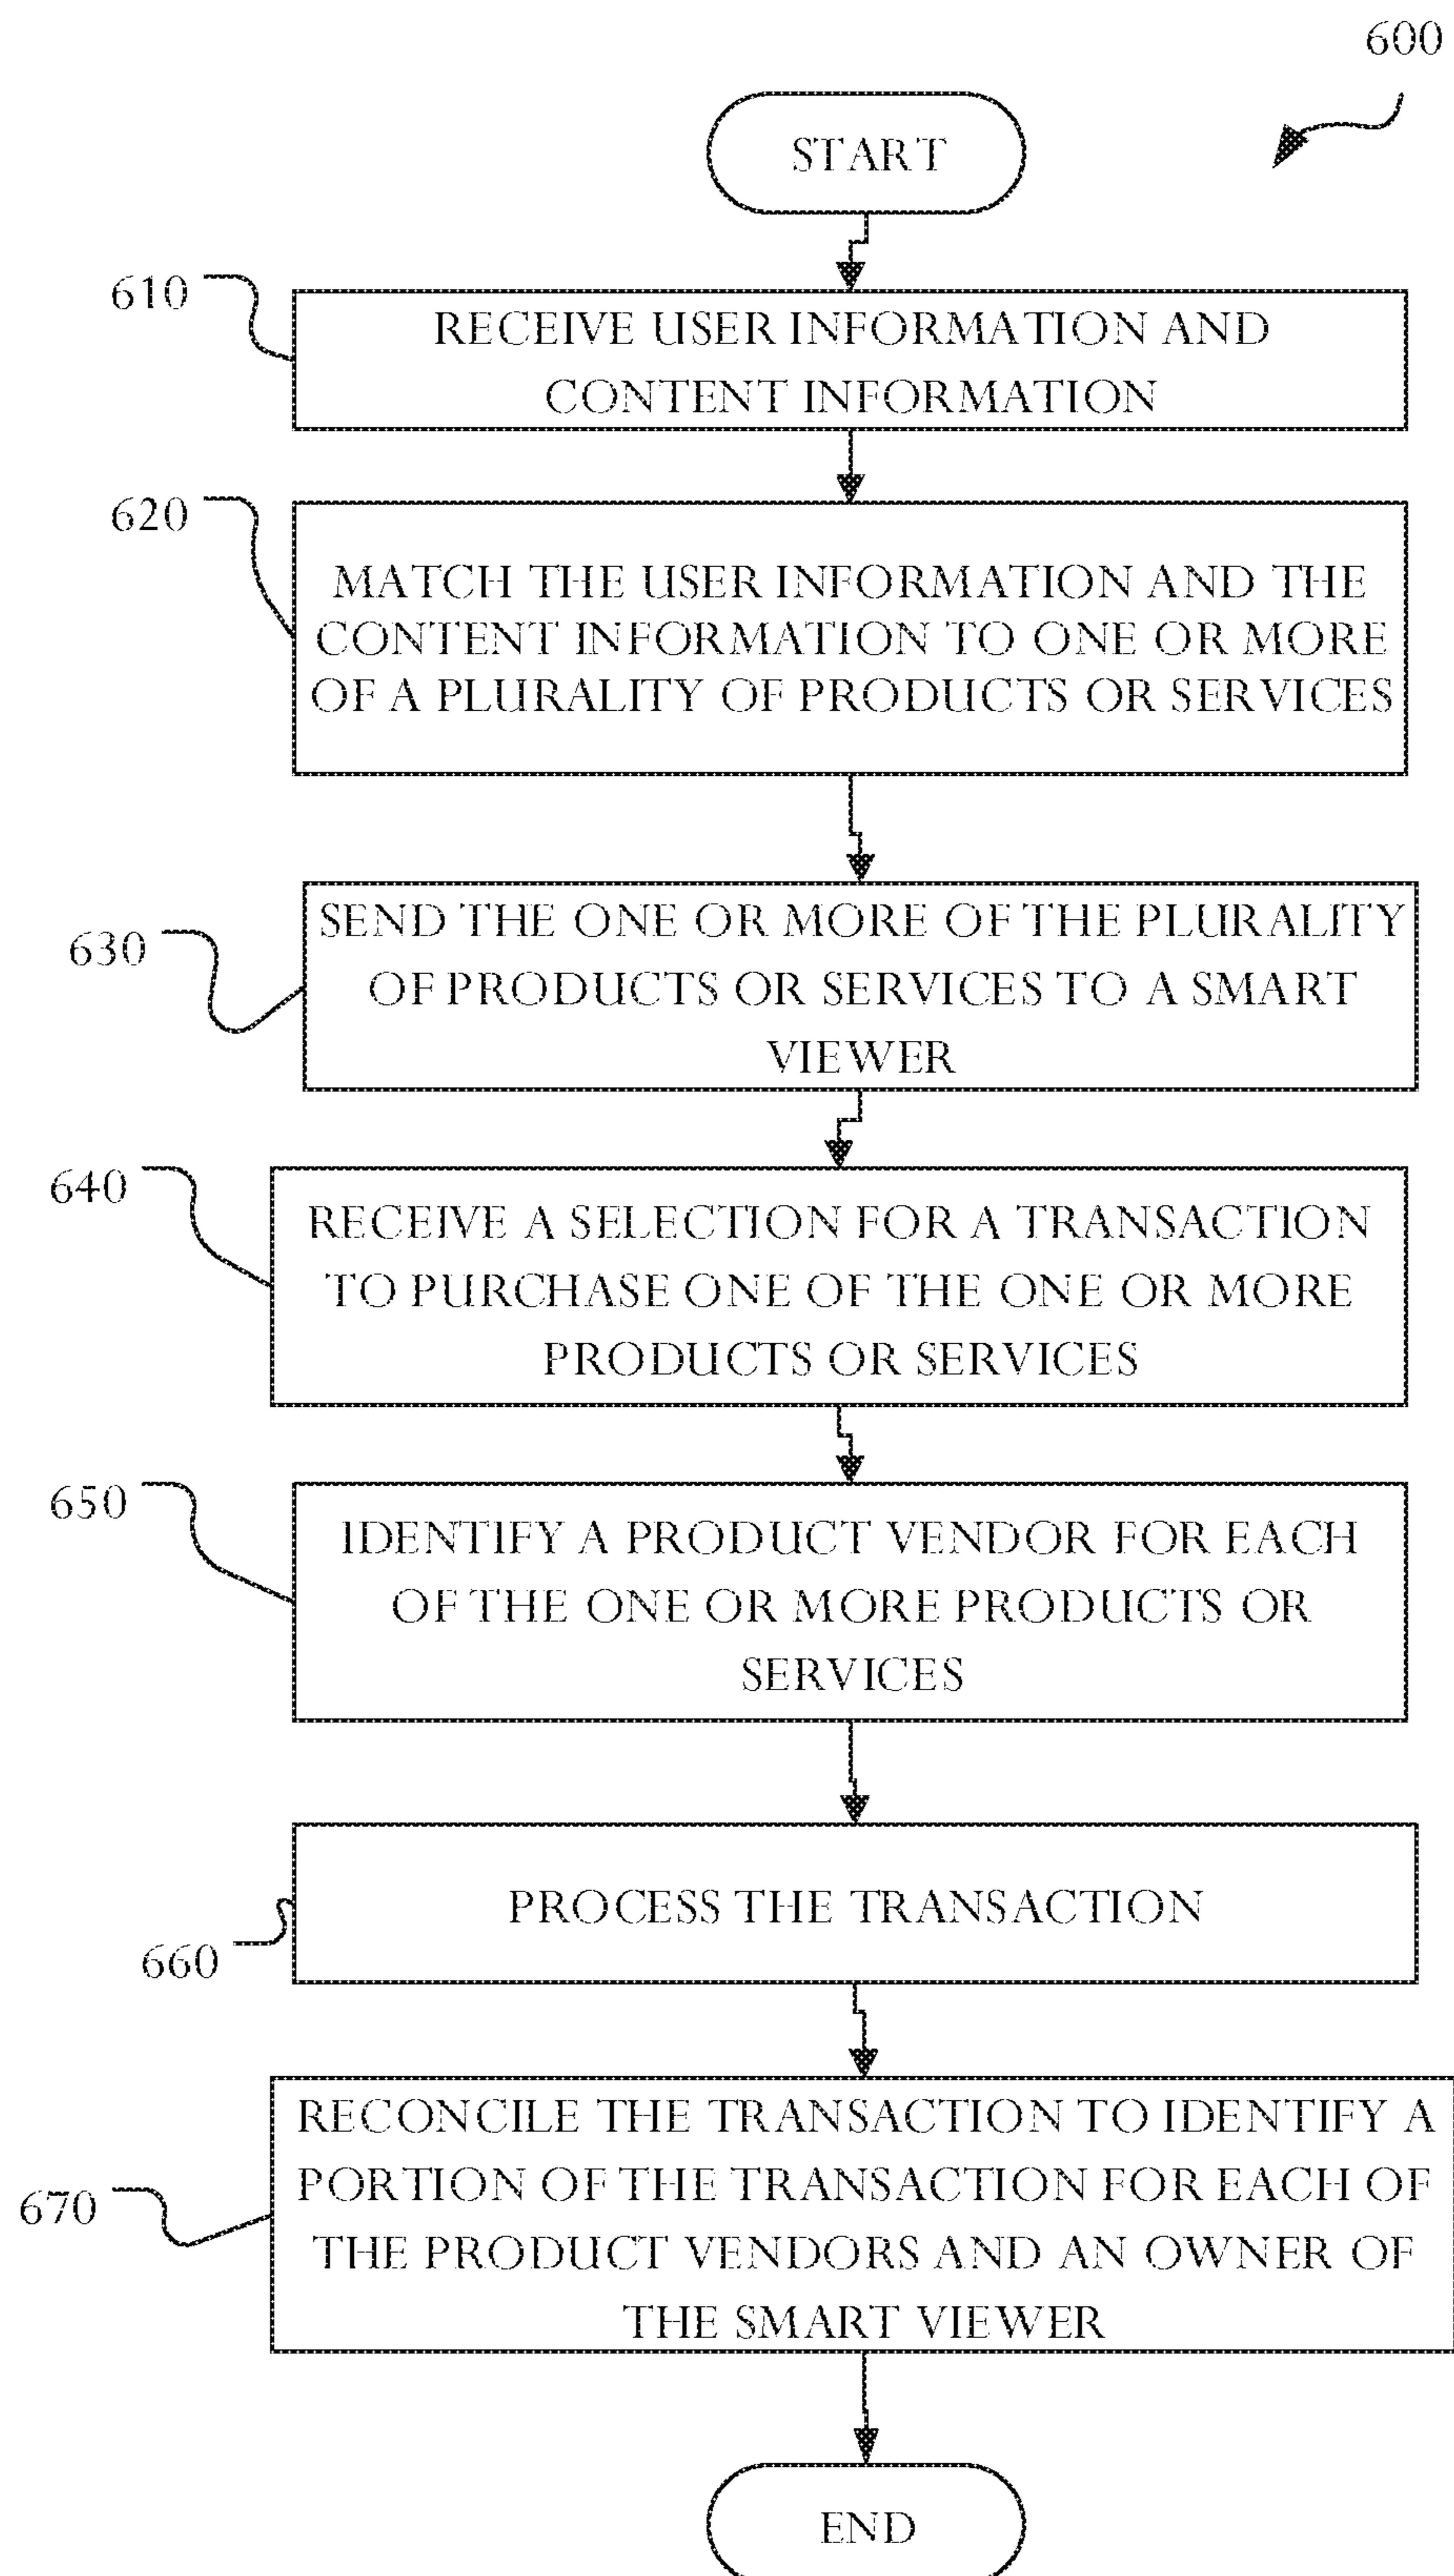 600
START
610
RECEIVE USER INFORMATION AND
CONTENT INFORMATION
620
MATCH THE USER INFORMATION AND THE
CONTENT INFORMATION TO ONE OR MORE
OF A PLURALITY OF PRODUCTS OR SERVICES
630
SEND THE ONE OR MORE OF THE PLURALITY
OF PRODUCTS OR SERVICES TO A SMART
VIEWER
640
RECEIVE A SELECTION FOR A TRANSACTION
TO PURCHASE ONE OF THE ONE OR MORE
PRODUCTS OR SERVICES
650
IDENTIFY A PRODUCT VENDOR FOR EACH
OF THE ONE OR MORE PRODUCTS OR
SERVICES
PROCESS THE TRANSACTION
660
RECONCILE THE TRANSACTION TO IDENTIFY A
PORTION OF THE TRANSACTION FOR EACH OF
670
THE PRODUCT VENDORS AND AN OWNER OF
THE SMART VIEWER
END